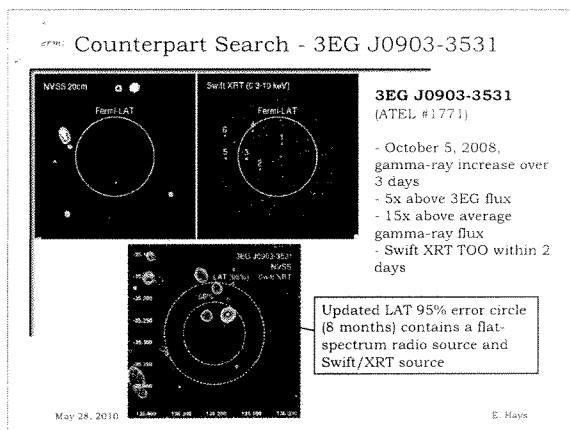 Counterpart Search - 3EG J0903-3531
NVSS 20cm
Fermi-LAT
Swift XRT (0.3-10 keV)
Fermi-LAT
3EG J0903-3531
(ATEL #1771)
- October 5, 2008,
gamma-ray increase over
3 days
- 5x above 3EG flux
- 15x above average
gamma-ray flux
- Swift XRT TOO within 2
days
3EG J0903-3531
NVSS
LAT (95%) Swift XRT
68%
Updated LAT 95% error circle
(8 months) contains a flat-
spectrum radio source and
Swift/XRT source
May 28, 2010
E. Hays